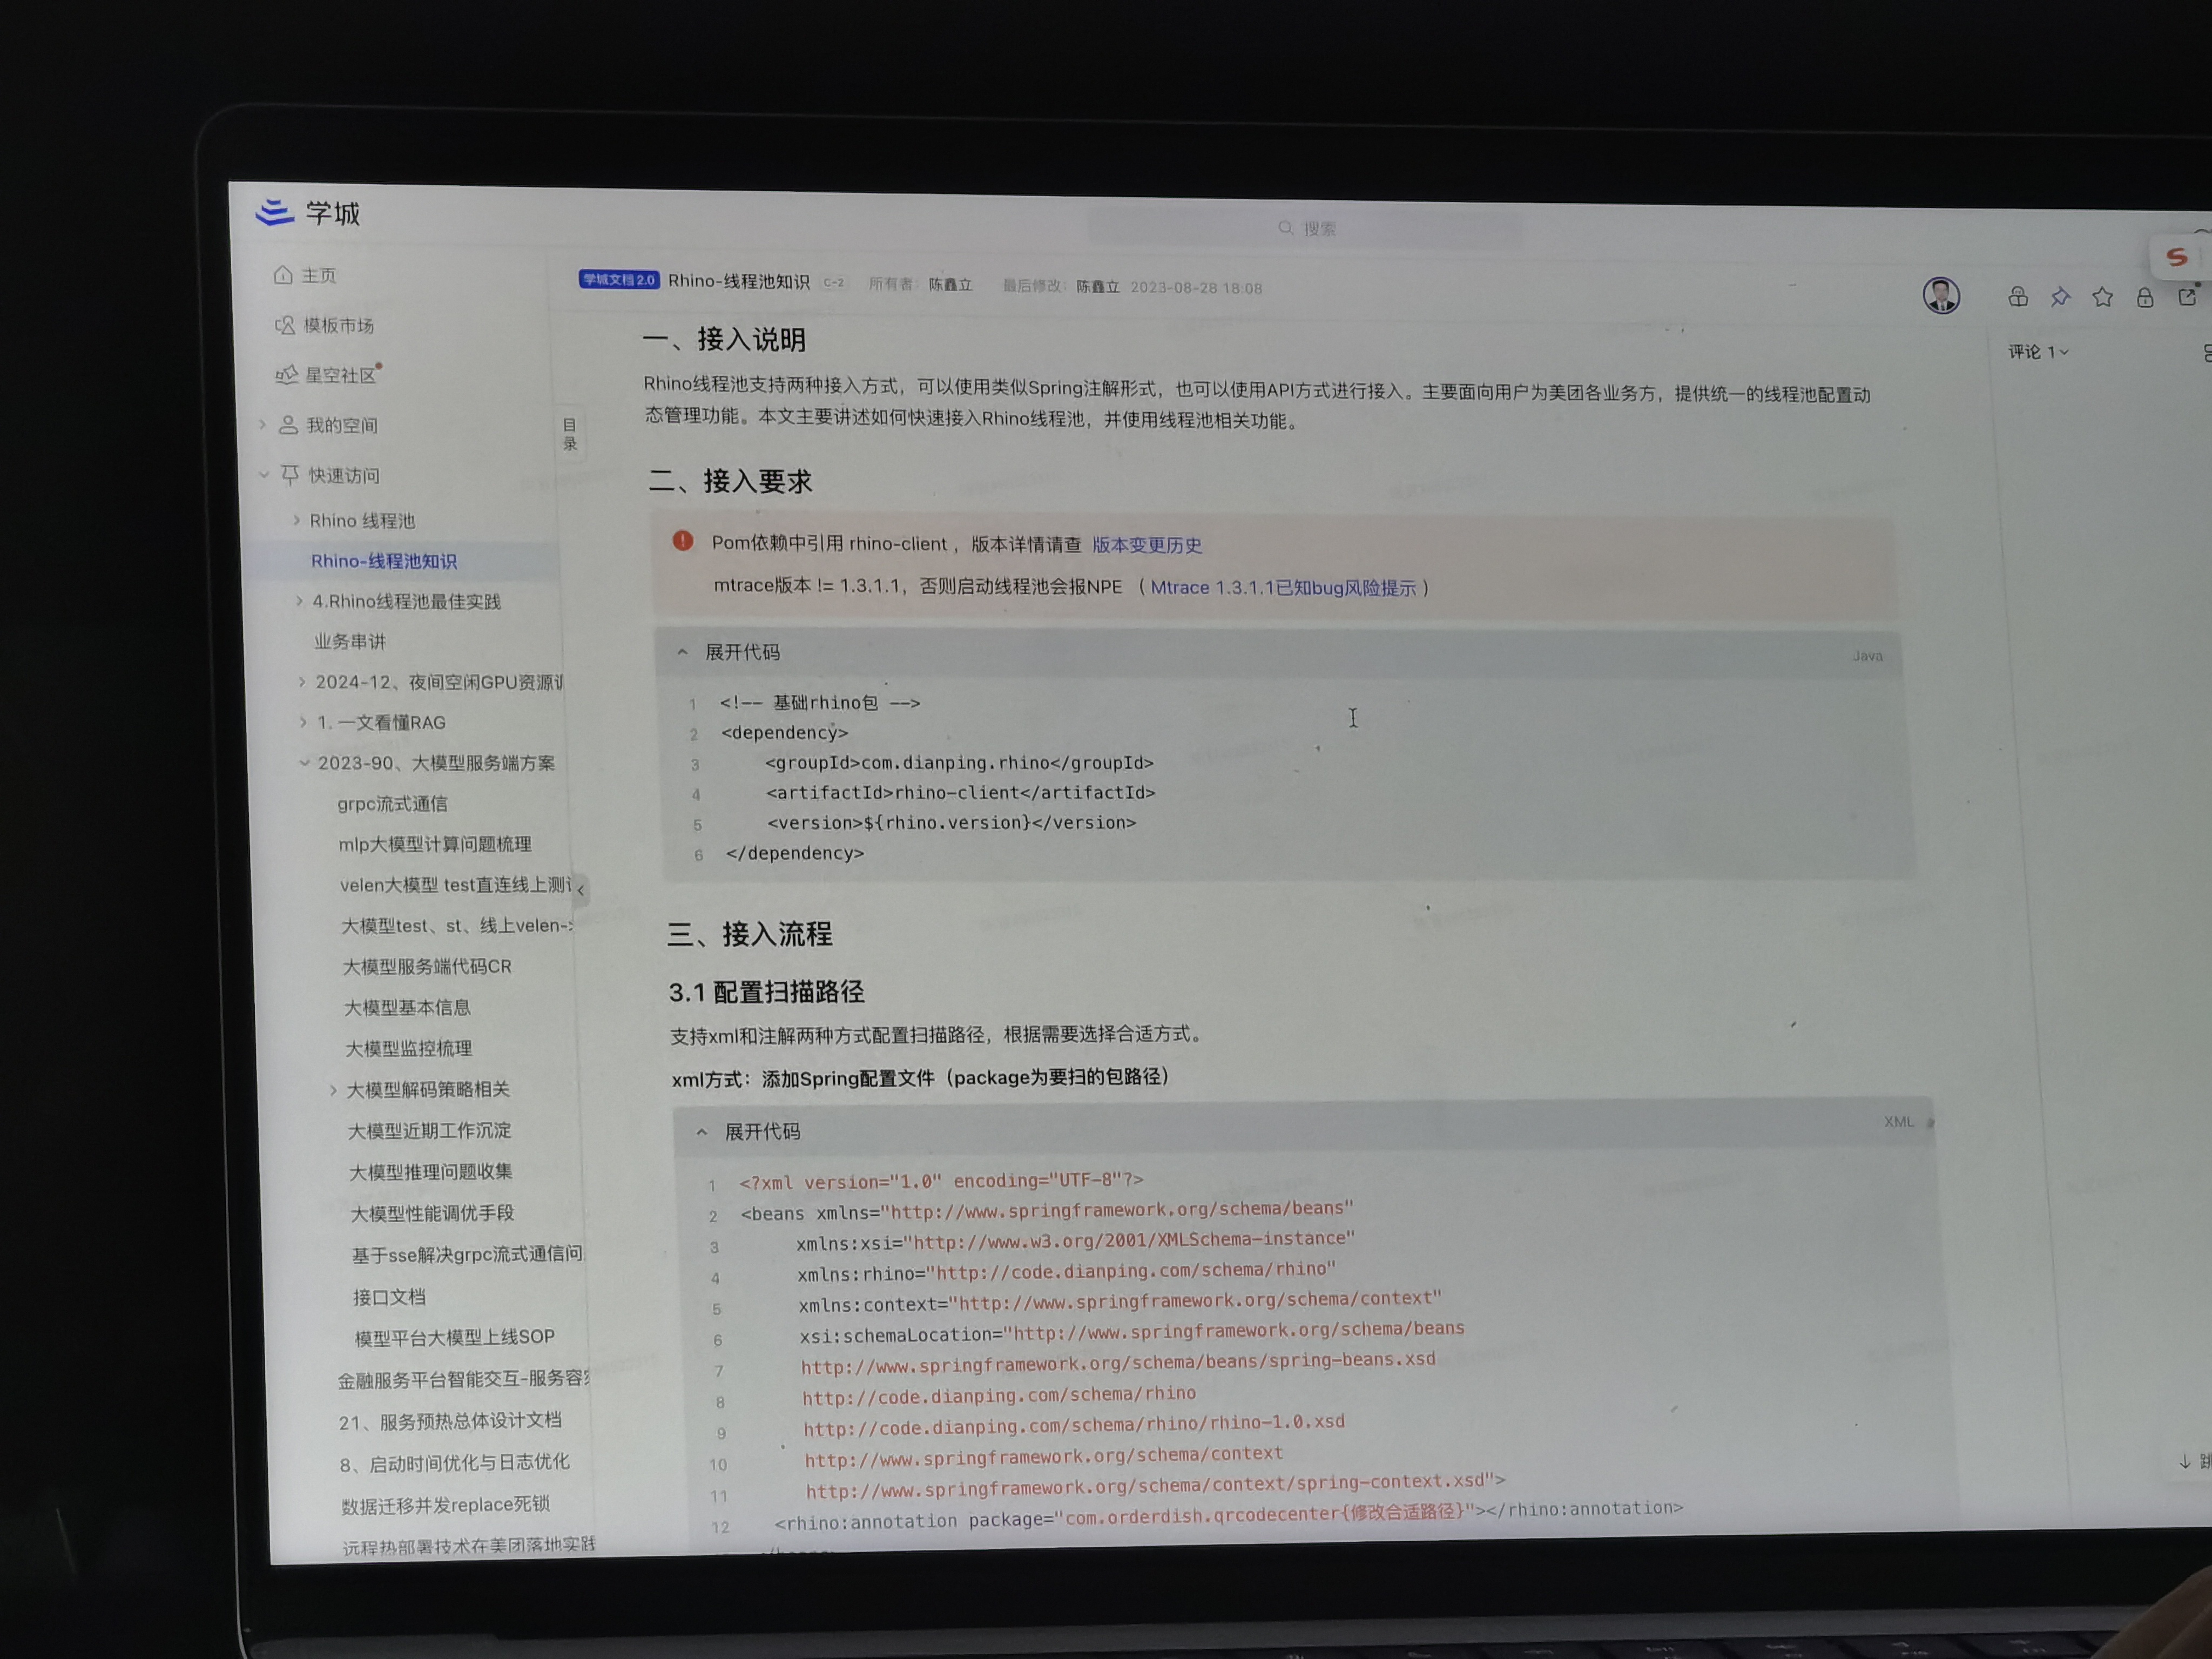 学城
搜索
主页
模板市场
星空社区
我的空间
快速访问
Rhino 线程池
Rhino-线程池知识
4.Rhino线程池最佳实践
业务串讲
2024-12、夜间空闲GPU资源
1. 一文看懂RAG
2023-90、大模型服务端方案
grpc流式通信
mlp大模型计算问题梳理
velen大模型 test直连线上测
大模型test、st、线上velen-
大模型服务端代码CR
大模型基本信息
大模型监控梳理
大模型解码策略相关
大模型近期工作沉淀
大模型推理问题收集
大模型性能调优手段
基于sse解决grpc流式通信问
接口文档
模型平台大模型上线SOP
金融服务平台智能交互-服务容
21、服务预热总体设计文档
8、启动时间优化与日志优化
数据迁移并发replace死锁
远程热部署技术在美团落地实践
学城文档 2.0 Rhino-线程池知识 C-2 所有者: 陈鑫立 最后修改: 陈鑫立 2023-08-28 18:08
S
评论 1
目录
一、接入说明
Rhino线程池支持两种接入方式，可以使用类似Spring注解形式，也可以使用API方式进行接入。主要面向用户为美团各业务方，提供统一的线程池配置动
态管理功能。本文主要讲述如何快速接入Rhino线程池，并使用线程池相关功能。
二、接入要求
Pom依赖中引用 rhino-client ，版本详情请查 版本变更历史
mtrace版本 != 1.3.1.1，否则启动线程池会报NPE （ Mtrace 1.3.1.1已知bug风险提示 ）
展开代码 Java
1 <!-- 基础rhino包 -->
2 <dependency>
3 <groupId>com.dianping.rhino</groupId>
4 <artifactId>rhino-client</artifactId>
5 <version>${rhino.version}</version>
6 </dependency>
三、接入流程
3.1 配置扫描路径
支持xml和注解两种方式配置扫描路径，根据需要选择合适方式。
xml方式：添加Spring配置文件（package为要扫的包路径）
展开代码 XML
1 <?xml version="1.0" encoding="UTF-8"?>
2 <beans xmlns="http://www.springframework.org/schema/beans"
3 xmlns:xsi="http://www.w3.org/2001/XMLSchema-instance"
4 xmlns:rhino="http://code.dianping.com/schema/rhino"
5 xmlns:context="http://www.springframework.org/schema/context"
6 xsi:schemaLocation="http://www.springframework.org/schema/beans
7 http://www.springframework.org/schema/beans/spring-beans.xsd
8 http://code.dianping.com/schema/rhino
9 http://code.dianping.com/schema/rhino/rhino-1.0.xsd
10 http://www.springframework.org/schema/context
11 http://www.springframework.org/schema/context/spring-context.xsd">
12 <rhino:annotation package="com.orderdish.qrcodecenter{修改合适路径}"></rhino:annotation>